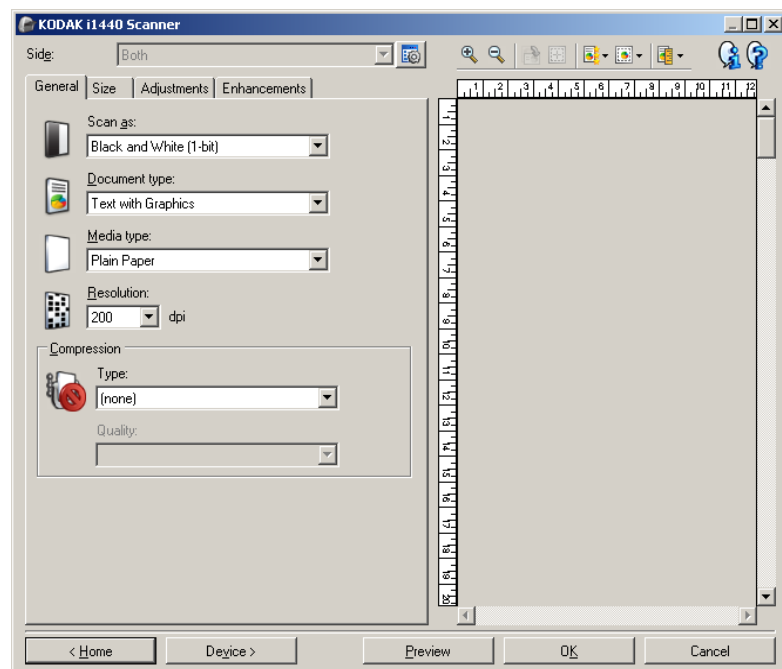 KODAK i1440 Scanner
Side:
Both
General
Size
Adjustments
Enhancements
Scan as:
Black and White (1-bit)
Document type:
Text with Graphics
Media type:
Plain Paper
Resolution:
200
dpi
Compression
Type:
(none)
Quality:
1 2 3 4 5 6 7 8 9 10 11 12
1
2
3
4
5
6
7
8
9
10
11
12
13
14
15
16
17
18
19
20
< Home
Device >
Preview
OK
Cancel